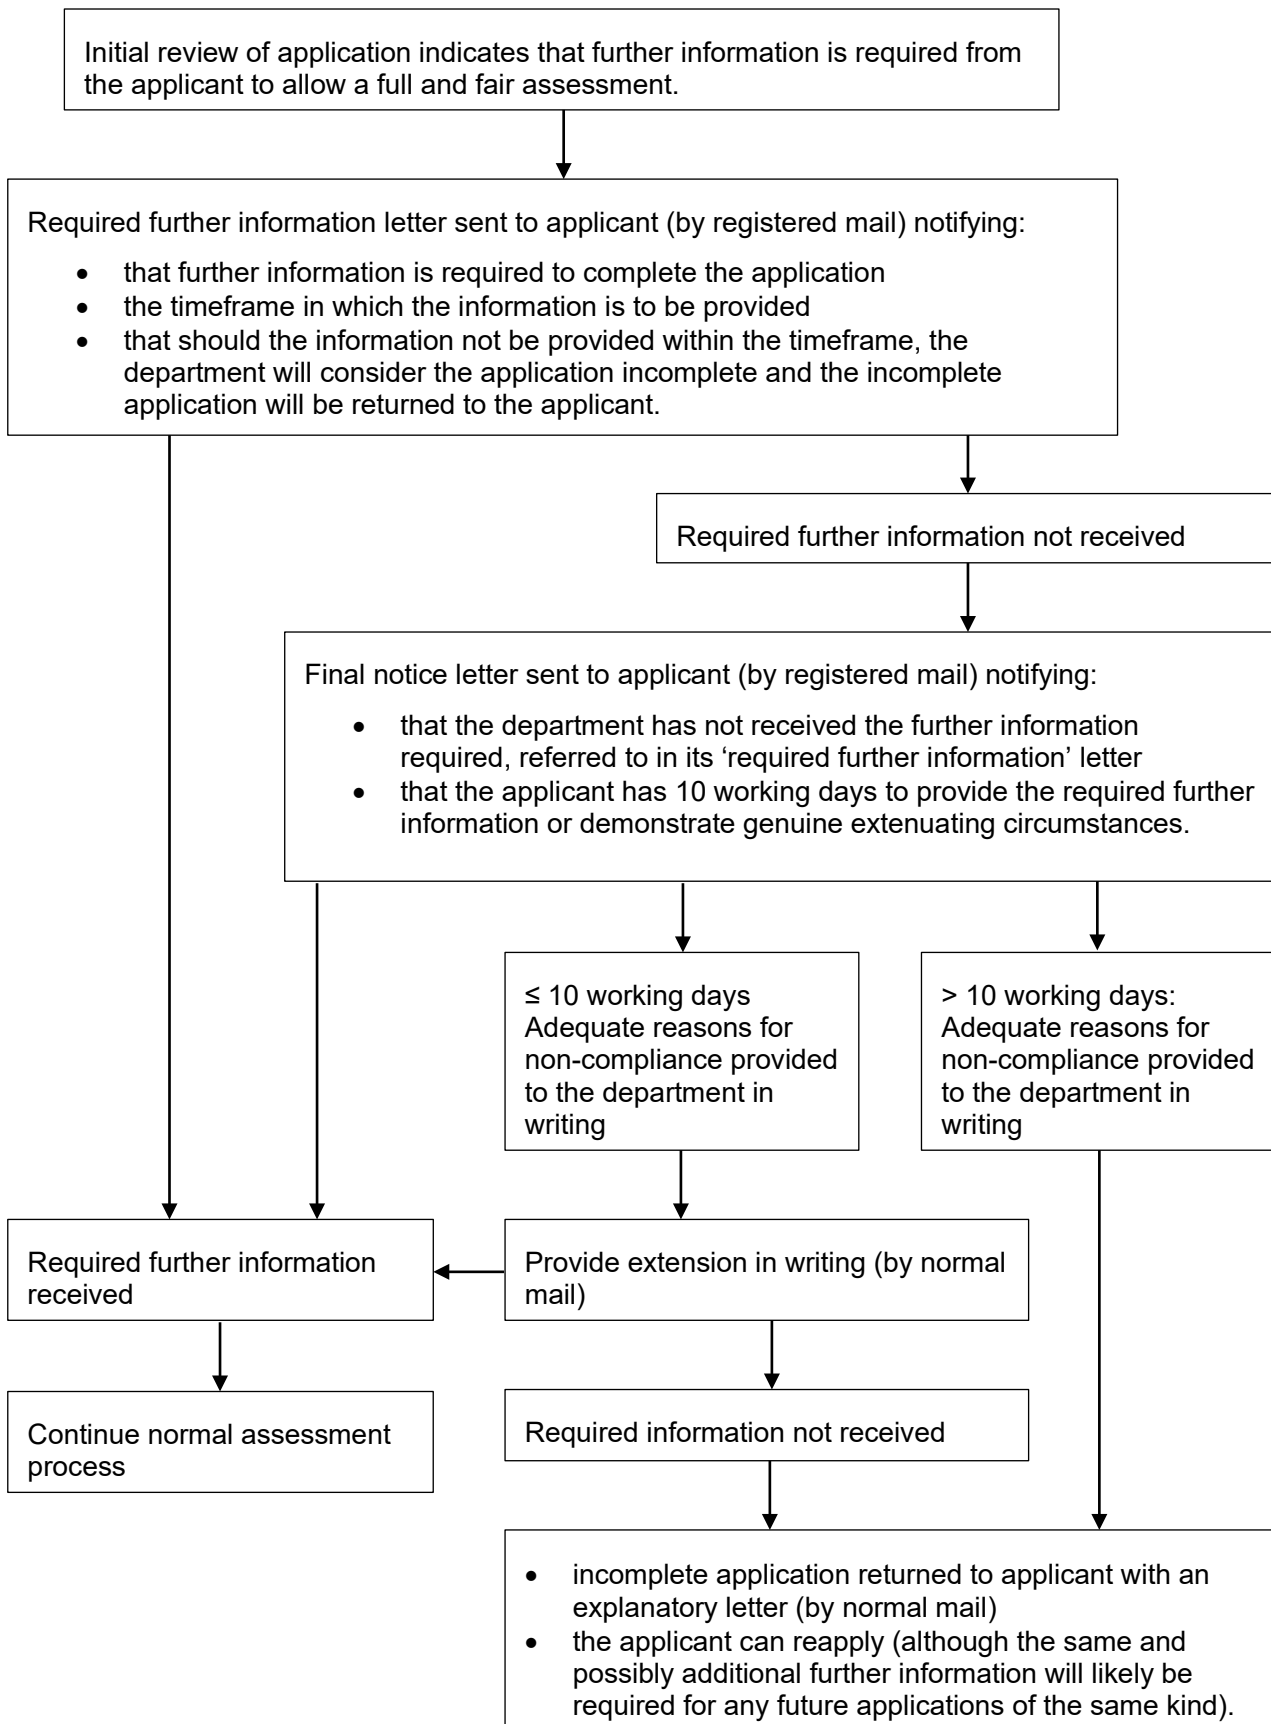 Initial review of application indicates that further information is required from
the applicant to allow a full and fair assessment.
Required further information letter sent to applicant (by registered mail) notifying:
• that further information is required to complete the application
• the timeframe in which the information is to be provided
• that should the information not be provided within the timeframe, the
department will consider the application incomplete and the incomplete
application will be returned to the applicant.
Required further information not received
Final notice letter sent to applicant (by registered mail) notifying:
• that the department has not received the further information
required, referred to in its ‘required further information’ letter
• that the applicant has 10 working days to provide the required further
information or demonstrate genuine extenuating circumstances.
≤ 10 working days
Adequate reasons for
non-compliance provided
to the department in
writing
> 10 working days:
Adequate reasons for
non-compliance provided
to the department in
writing
Required further information
received
Provide extension in writing (by normal
mail)
Continue normal assessment
process
Required information not received
• incomplete application returned to applicant with an
explanatory letter (by normal mail)
• the applicant can reapply (although the same and
possibly additional further information will likely be
required for any future applications of the same kind).